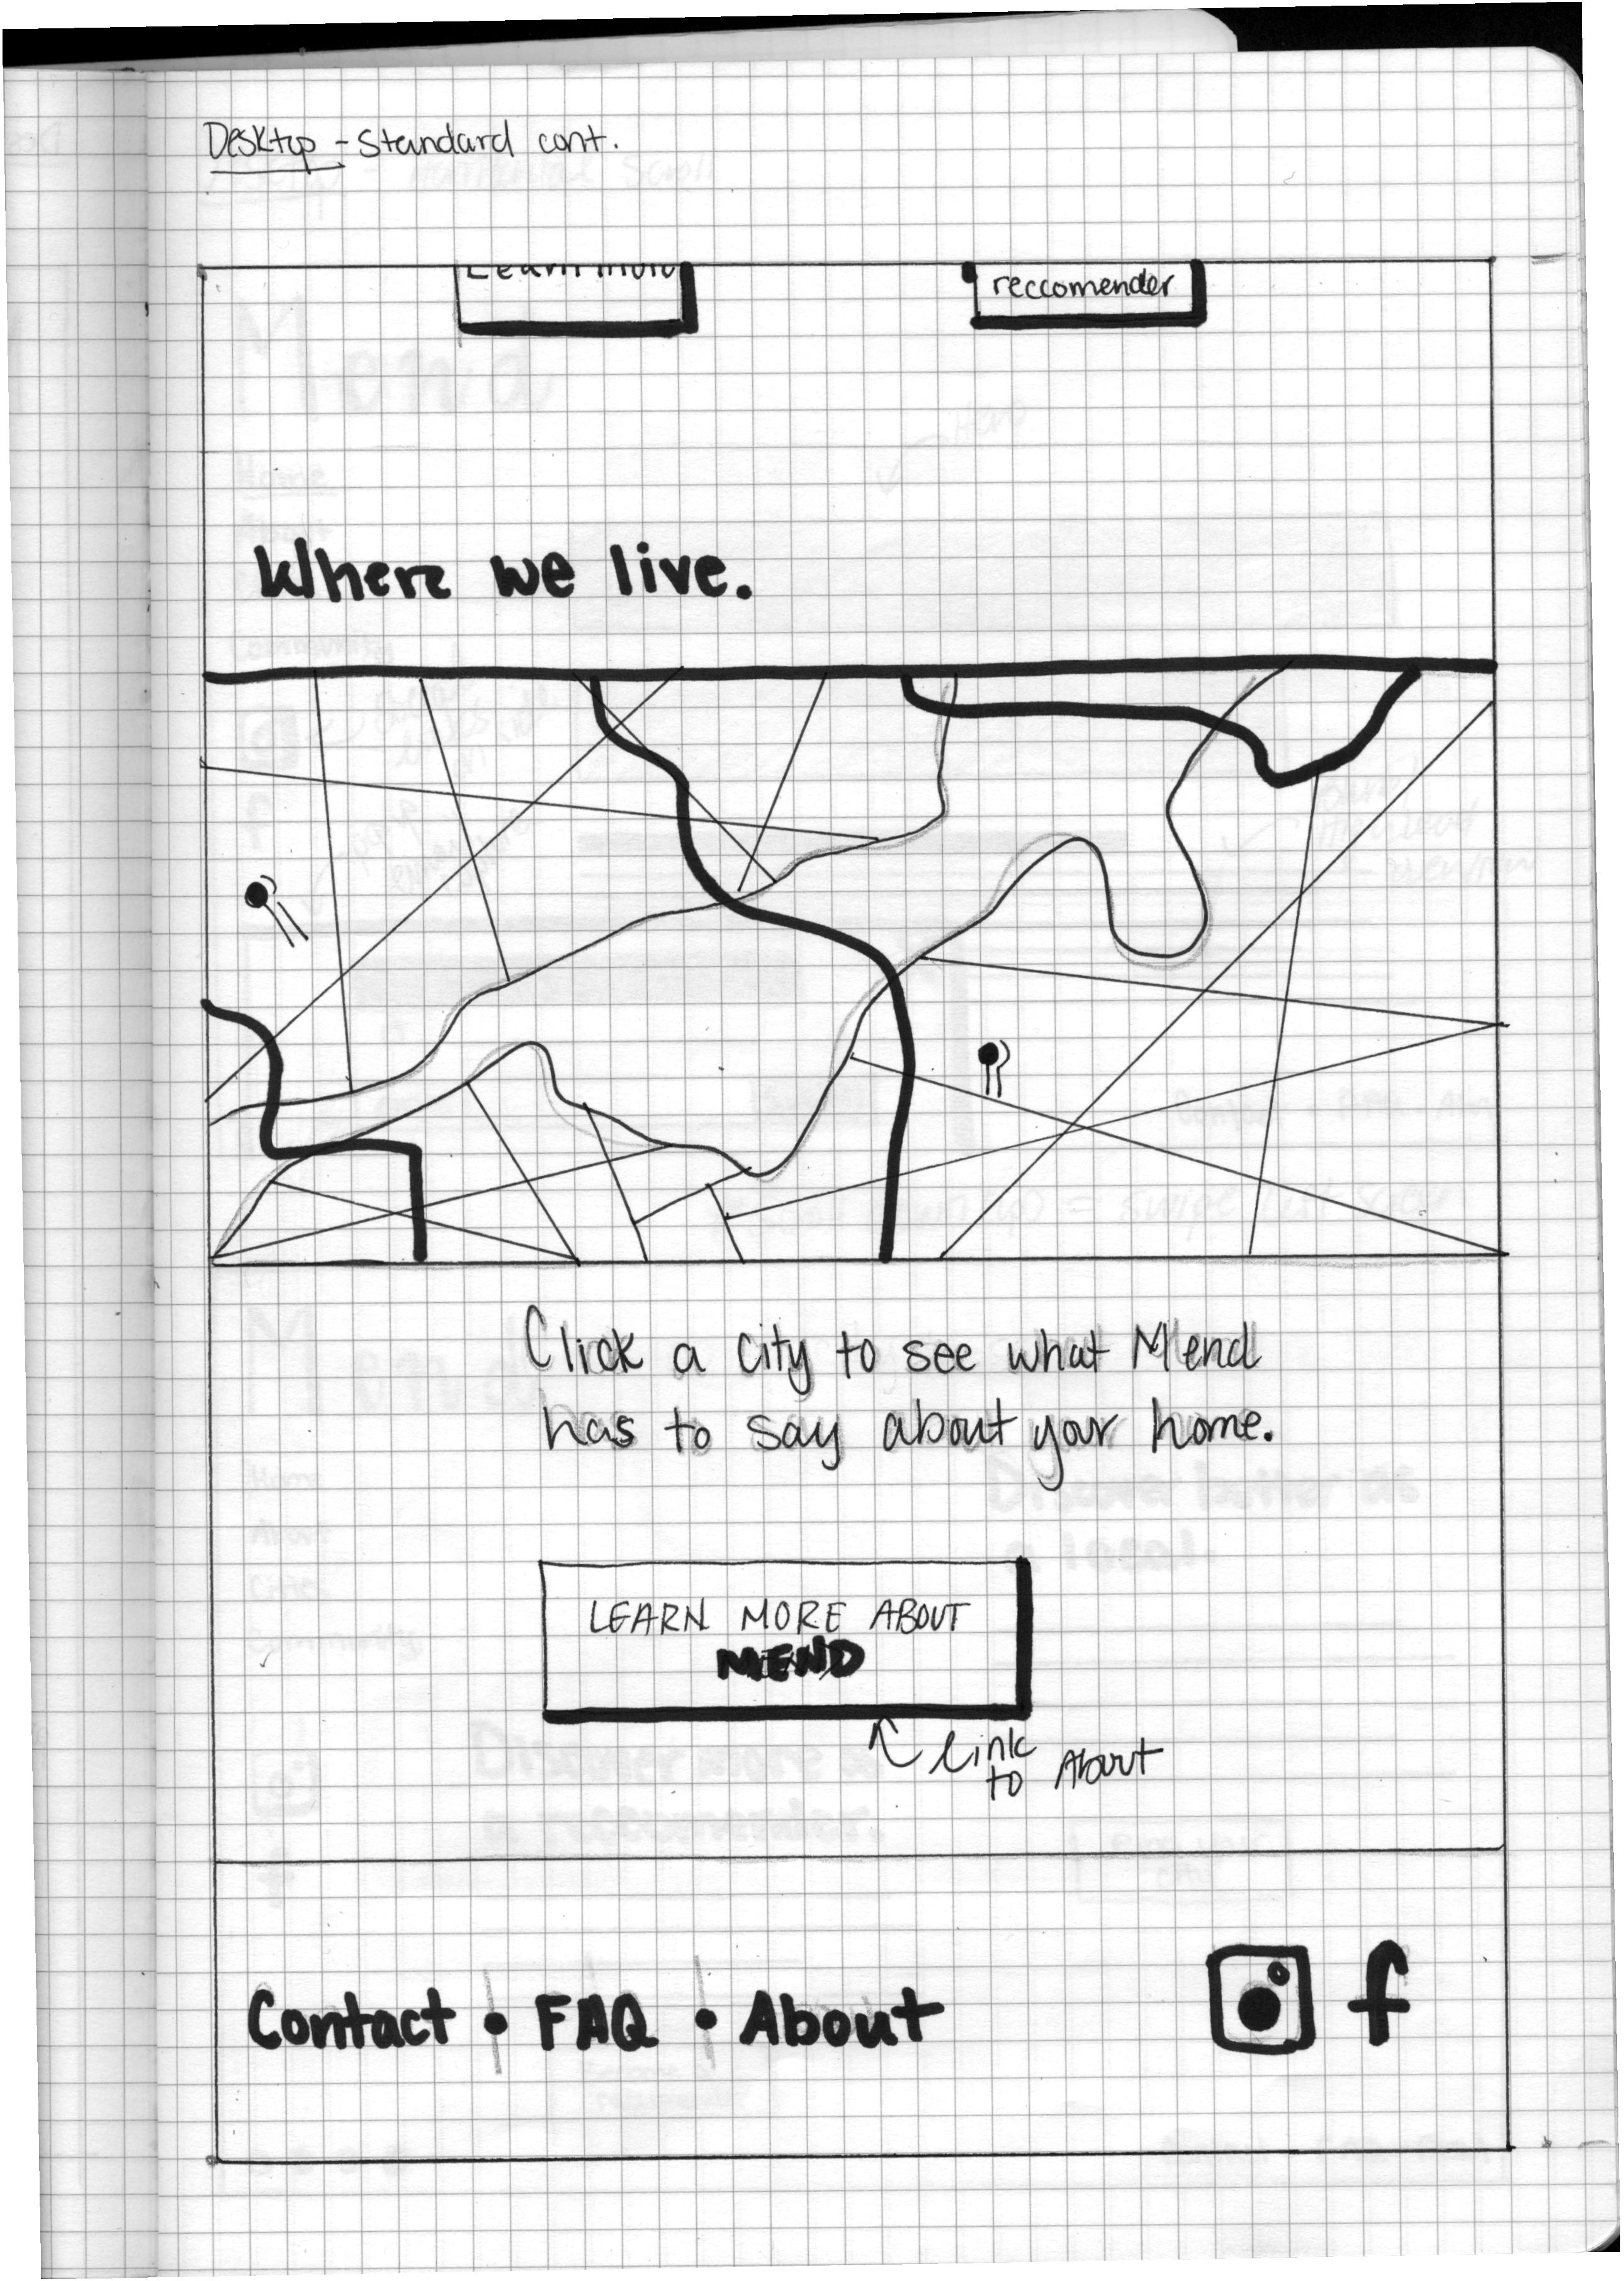 Desktop - Standard cont.
Learn more
reccomender
Where we live.
Click a city to see what Mend
has to say about your home.
LEARN MORE ABOUT
MEND
link
to About
Contact • FAQ • About
f